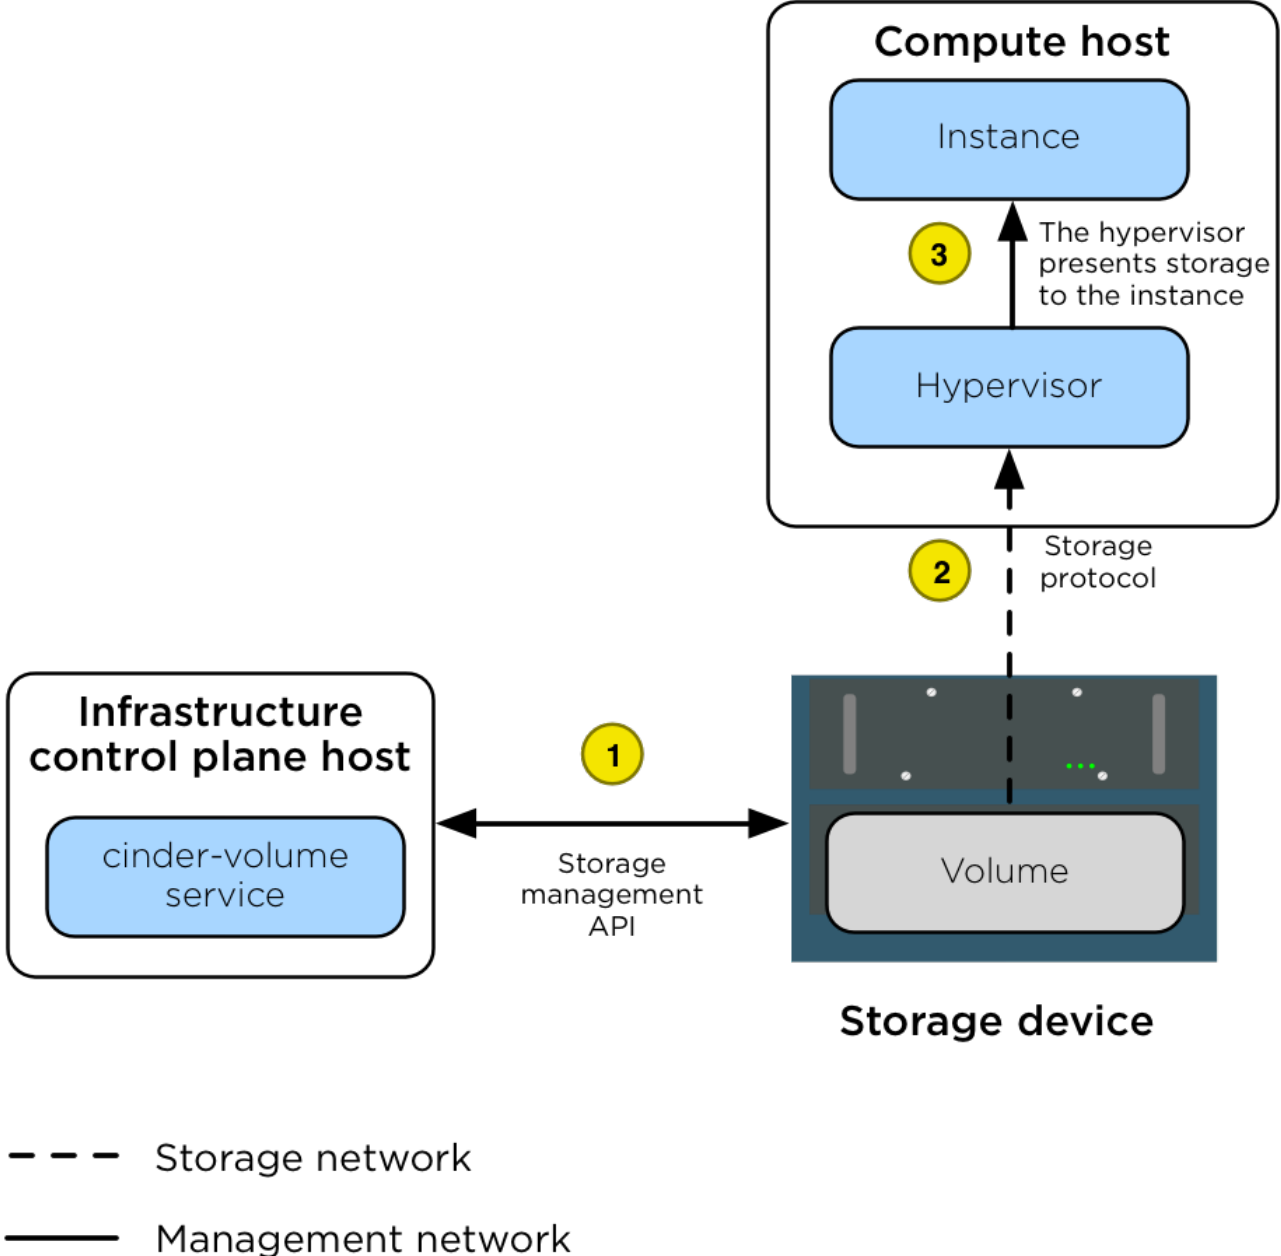 Compute host
Instance
3
The hypervisor
presents storage
to the instance
Hypervisor
2
Storage
protocol
Infrastructure
control plane host
cinder-volume
service
1
Storage
management
API
Volume
Storage device
Storage network
Management network